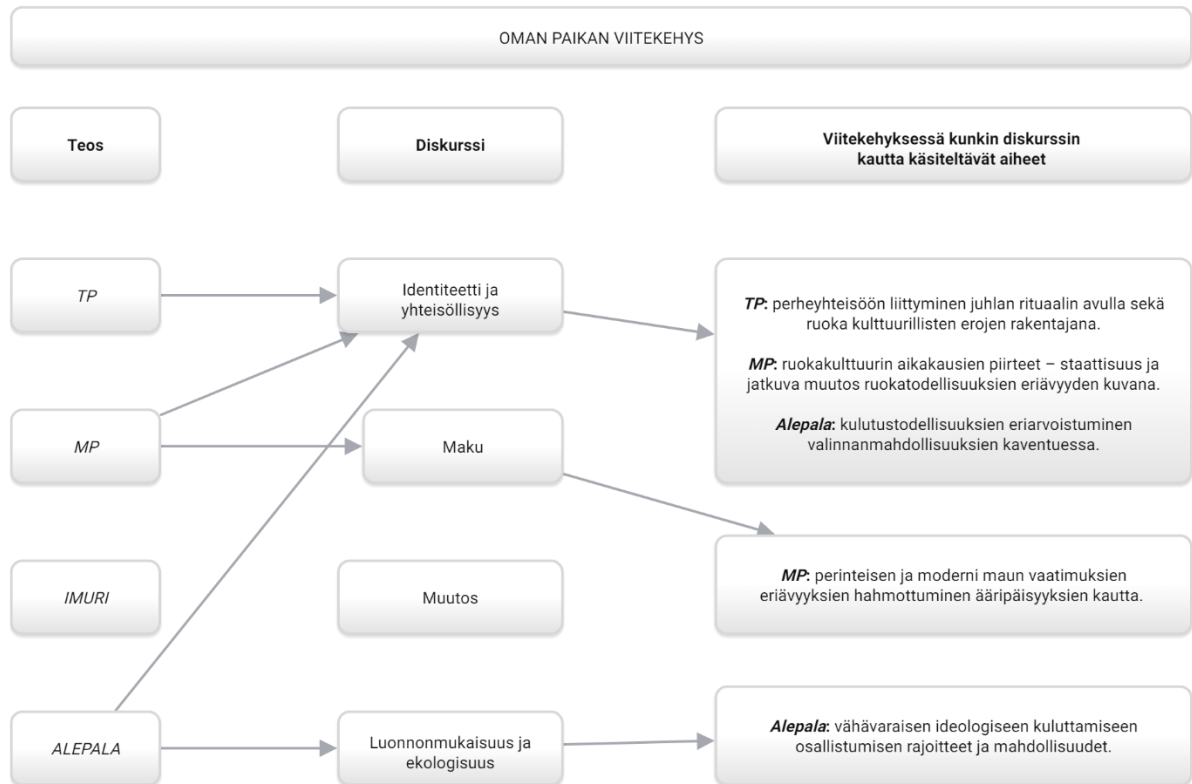 OMAN PAIKAN VIITEKEHYS
Teos
Diskurssi
Viitekehyksessä kunkin diskurssin
kautta käsiteltävät aiheet
TP
Identiteetti ja
yhteisöllisyys
TP: perheyhteisöön liittyminen juhlan rituaalin avulla sekä
ruoka kulttuurillisten erojen rakentajana.
MP: ruokakulttuurin aikakausien piirteet – staattisuus ja
jatkuva muutos ruokatodellisuuksien eriävyyden kuvana.
Alepala: kulutustodellisuuksien eriarvoistuminen
valinnanmahdollisuuksien kaventuessa.
MP
Maku
MP: perinteisen ja moderni maun vaatimuksien
eriävyyksien hahmottuminen ääripäisyyksien kautta.
IMURI
Muutos
ALEPALA
Luonnonmukaisuus ja
ekologisuus
Alepala: vähävaraisen ideologiseen kuluttamiseen
osallistumisen rajoitteet ja mahdollisuudet.